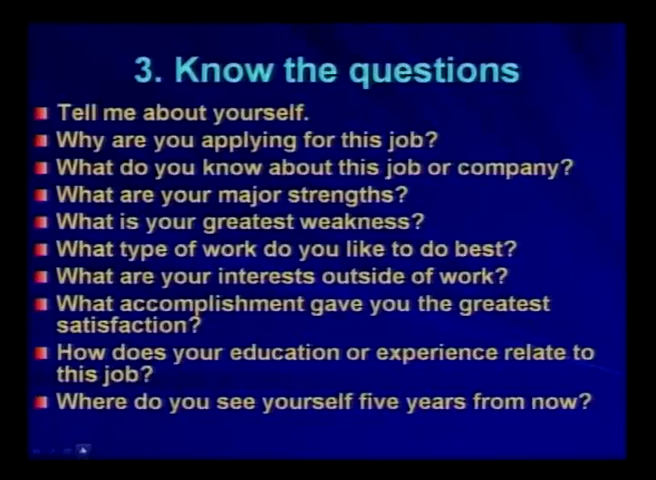 3. Know the questions
Tell me about yourself.
Why are you applying for this job?
What do you know about this job or company?
What are your major strengths?
What is your greatest weakness?
What type of work do you like to do best?
What are your interests outside of work?
What accomplishment gave you the greatest
satisfaction?
How does your education or experience relate to
this job?
Where do you see yourself five years from now?